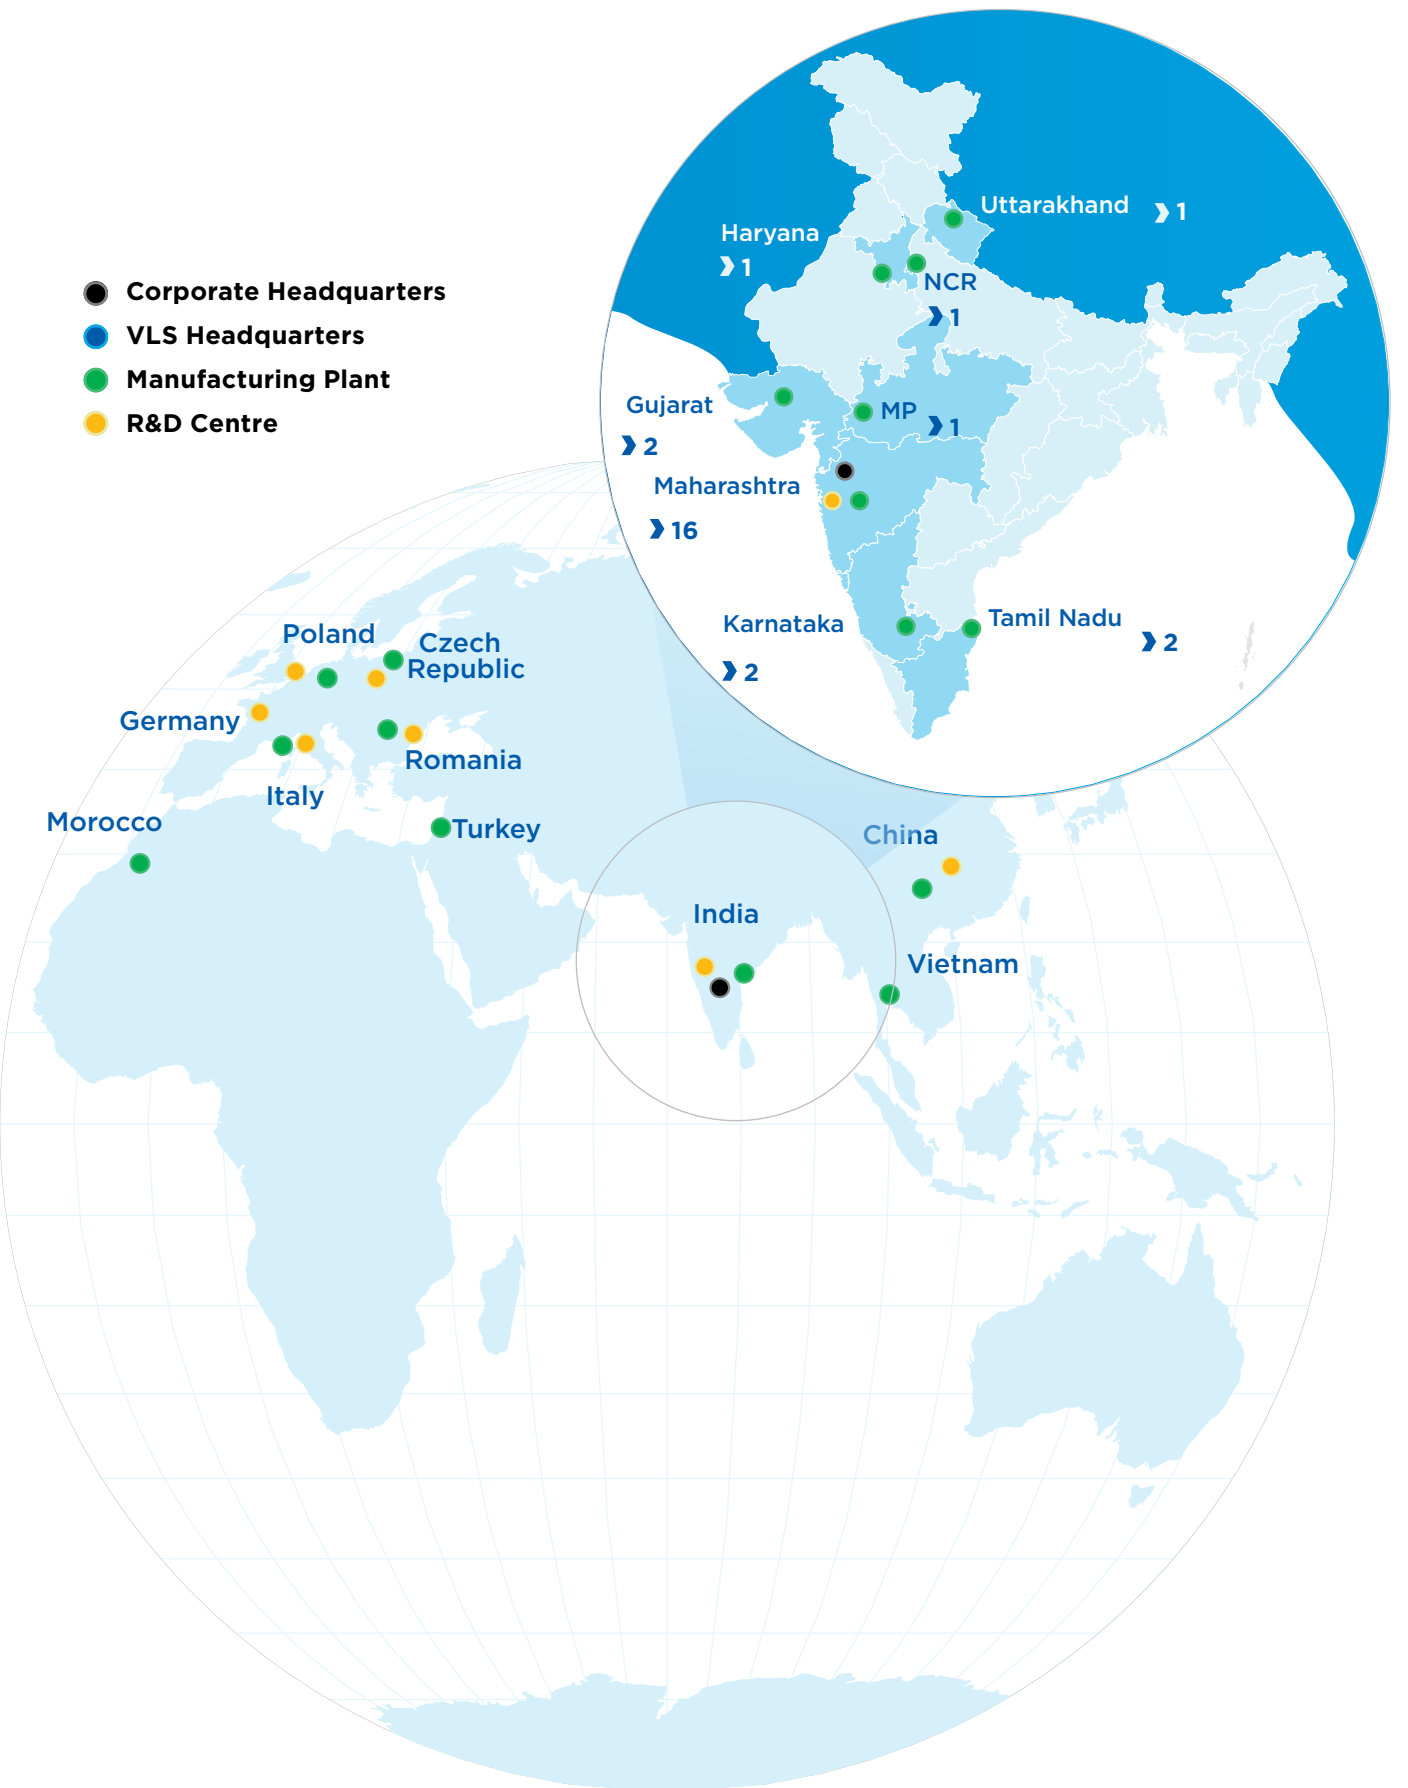 Corporate Headquarters
VLS Headquarters
Manufacturing Plant
R&D Centre
Uttarakhand
1
Haryana
1
NCR
1
Gujarat
2
MP
1
Maharashtra
16
Karnataka
2
Tamil Nadu
2
Poland
Czech
Republic
Germany
Romania
Italy
Morocco
Turkey
China
India
Vietnam